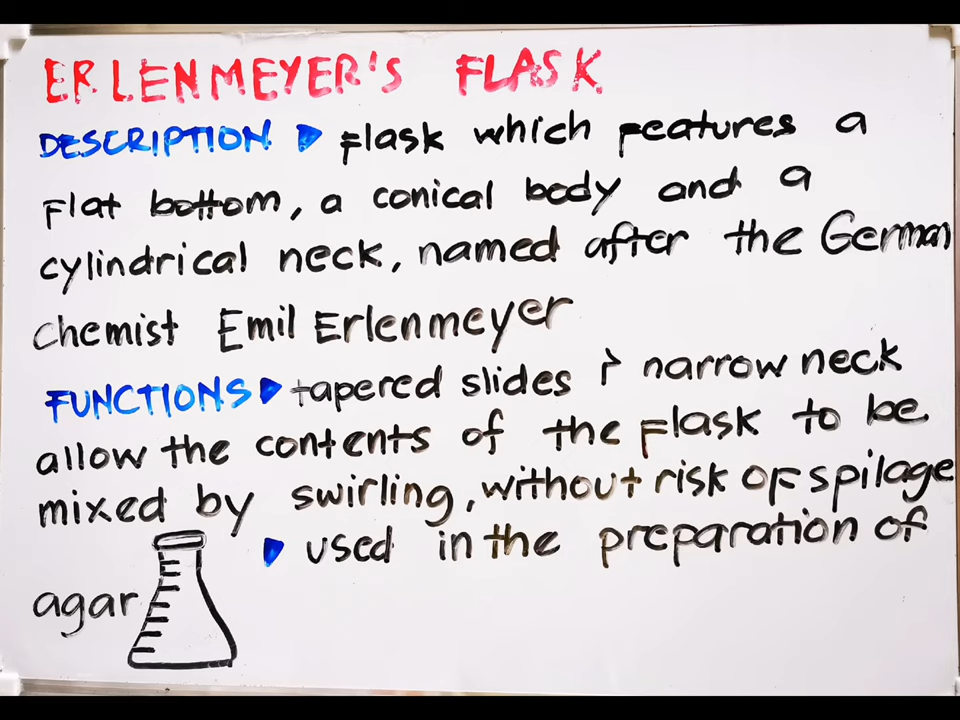 ERLENMEYER'S FLASK
DESCRIPTION ▶ Flask which features a
flat bottom, a conical body and a
cylindrical neck, named after the German
chemist Emil Erlenmeyer
FUNCTIONS ▶ tapered slides & narrow neck
allow the contents of the flask to be
mixed by swirling, without risk of spilage
▶ used in the preparation of
agar